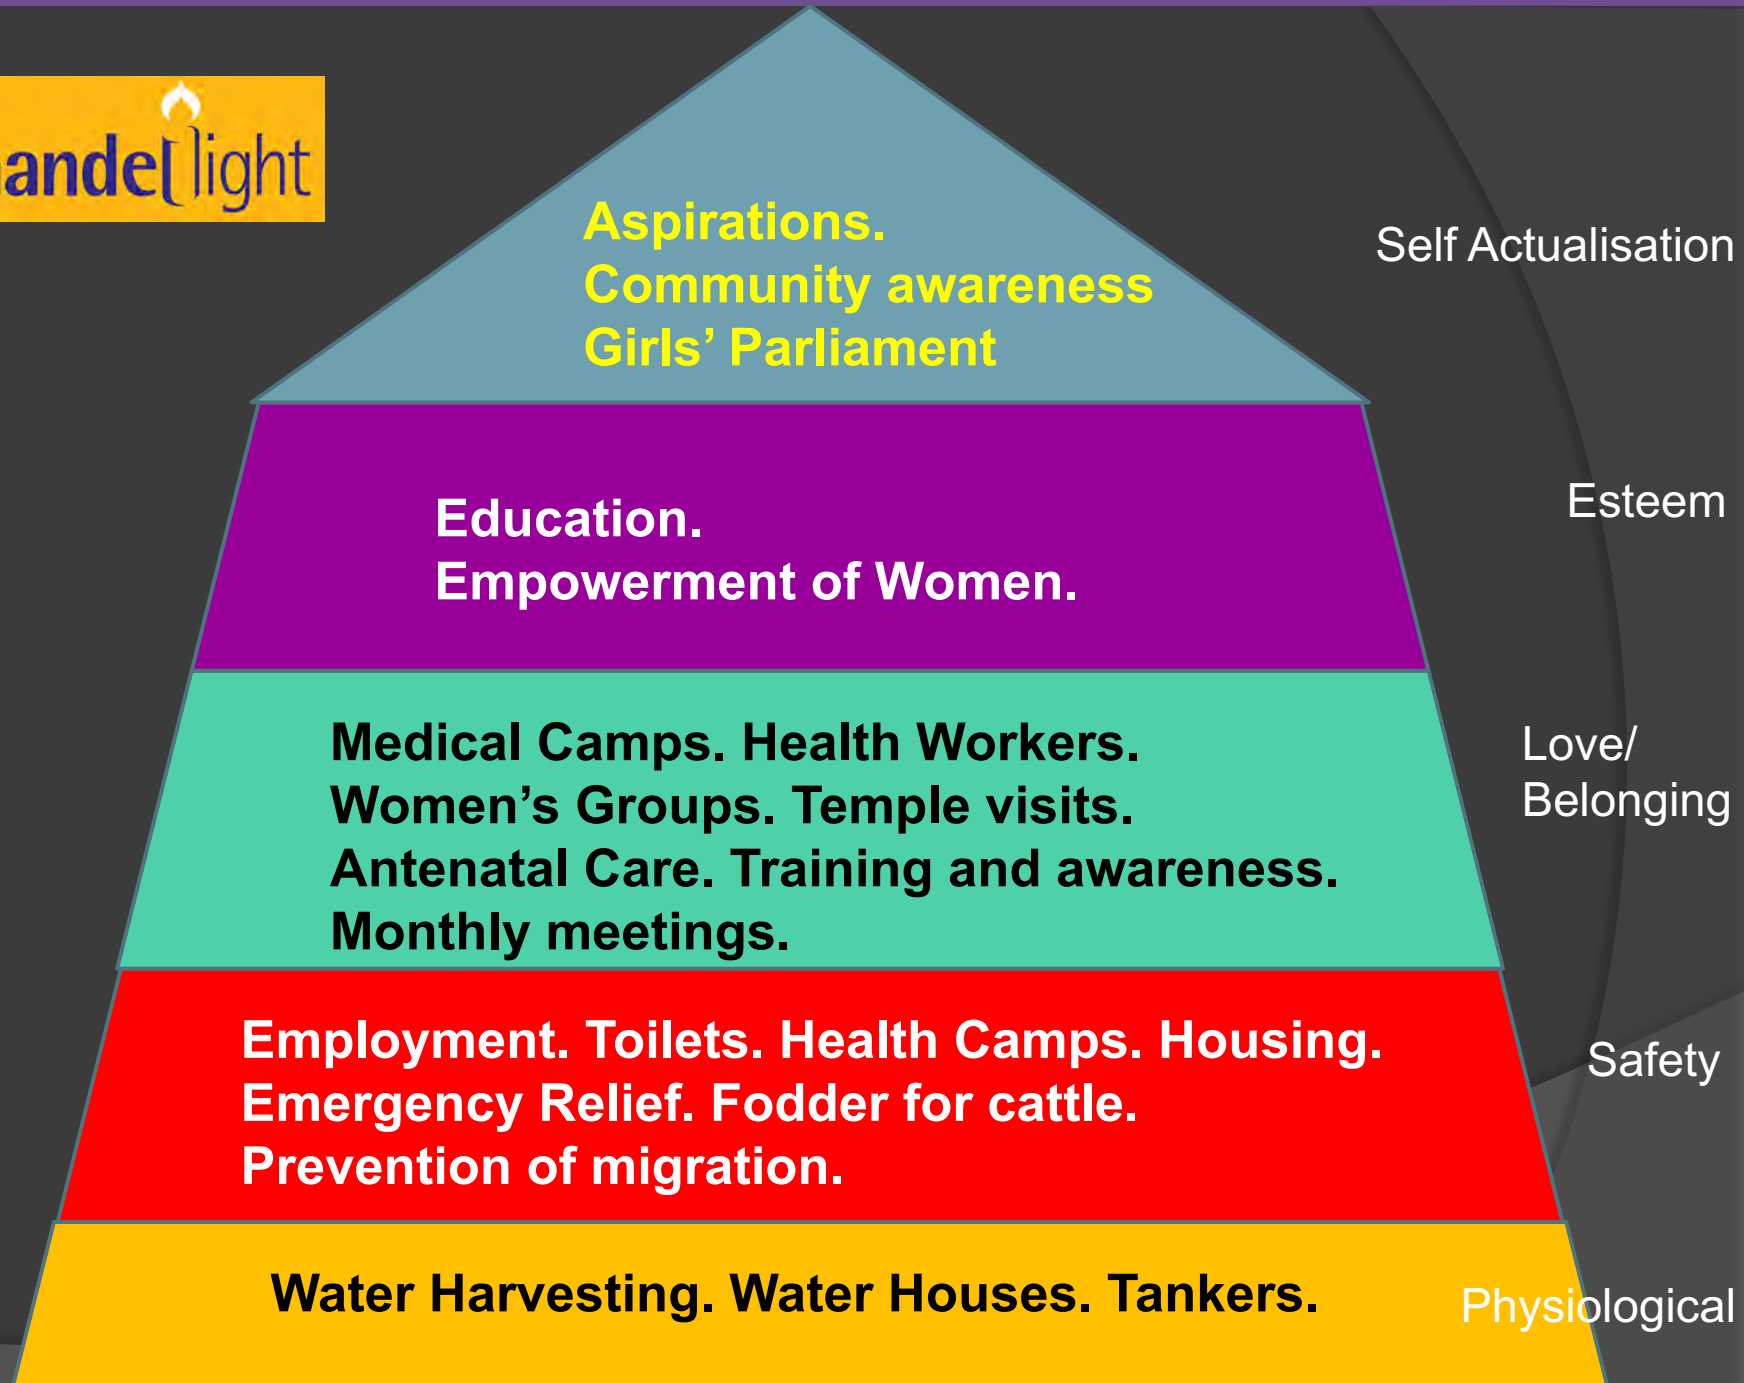 light
Aspirations.
Community awareness
Girls’ Parliament
Self Actualisation
Education.
Empowerment of Women.
Esteem
Medical Camps. Health Workers.
Women’s Groups. Temple visits.
Antenatal Care. Training and awareness.
Monthly meetings.
Love/
Belonging
Employment. Toilets. Health Camps. Housing.
Emergency Relief. Fodder for cattle.
Prevention of migration.
Safety
Water Harvesting. Water Houses. Tankers.
Physiological